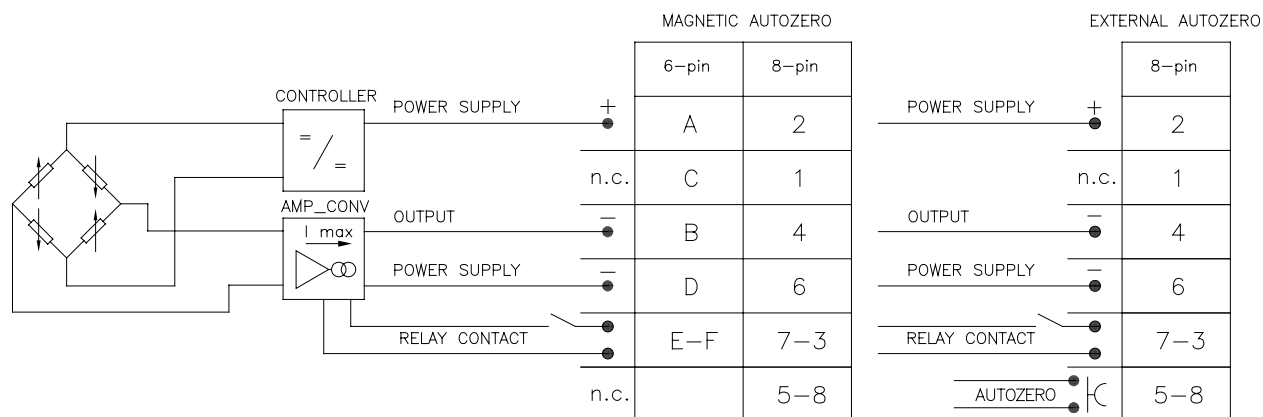 MAGNETIC AUTOZERO EXTERNAL AUTOZERO
6-pin 8-pin 8-pin
CONTROLLER
POWER SUPPLY + A 2 POWER SUPPLY + 2
= / =
n.c. C 1 n.c. 1
AMP_CONV
I max
OUTPUT - B 4 OUTPUT - 4
POWER SUPPLY - D 6 POWER SUPPLY - 6
RELAY CONTACT E-F 7-3 RELAY CONTACT 7-3
n.c. 5-8 AUTOZERO 5-8